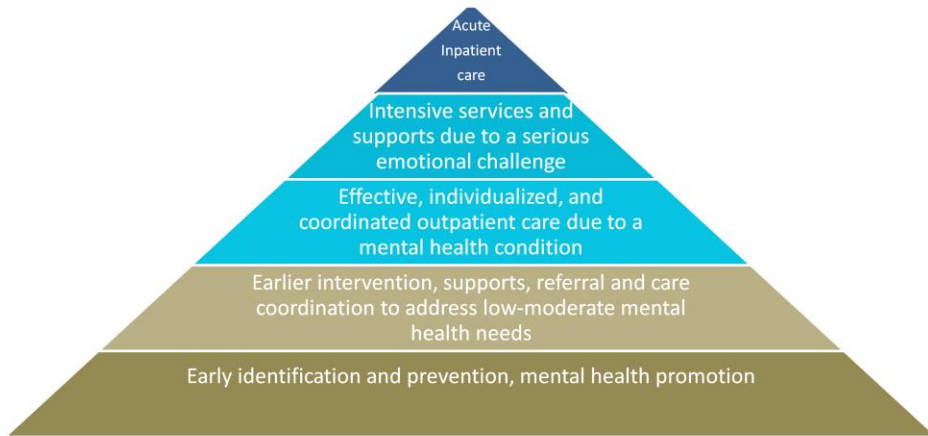 Acute
Inpatient
care
Intensive services and
supports due to a serious
emotional challenge
Effective, individualized, and
coordinated outpatient care due to a
mental health condition
Earlier intervention, supports, referral and care
coordination to address low-moderate mental
health needs
Early identification and prevention, mental health promotion